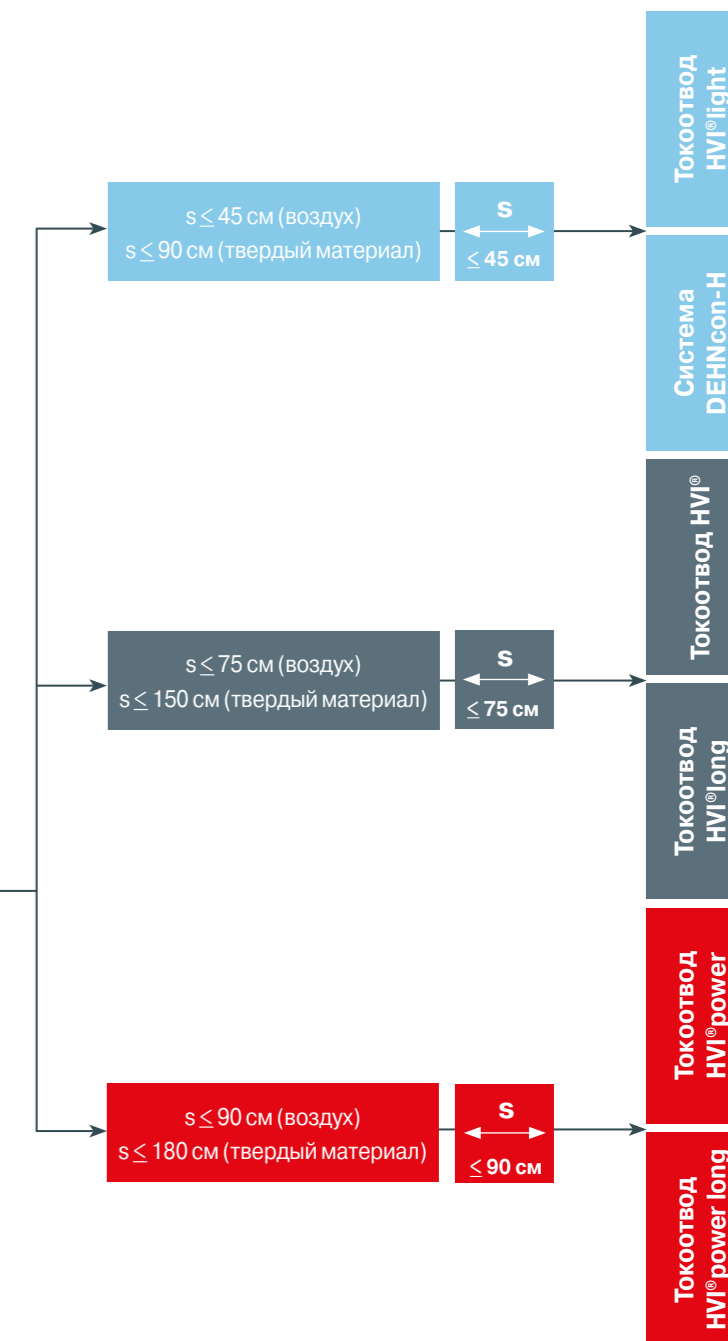 Токоотвод
HVI®light
s ≤ 45 см (воздух)
s ≤ 90 см (твердый материал)
s
≤ 45 см
Система
DEHNcon-H
Токоотвод HVI®
s ≤ 75 см (воздух)
s ≤ 150 см (твердый материал)
s
≤ 75 см
Токоотвод
HVI®long
Токоотвод
HVI®power
s ≤ 90 см (воздух)
s ≤ 180 см (твердый материал)
s
≤ 90 см
Токоотвод
HVI®power long